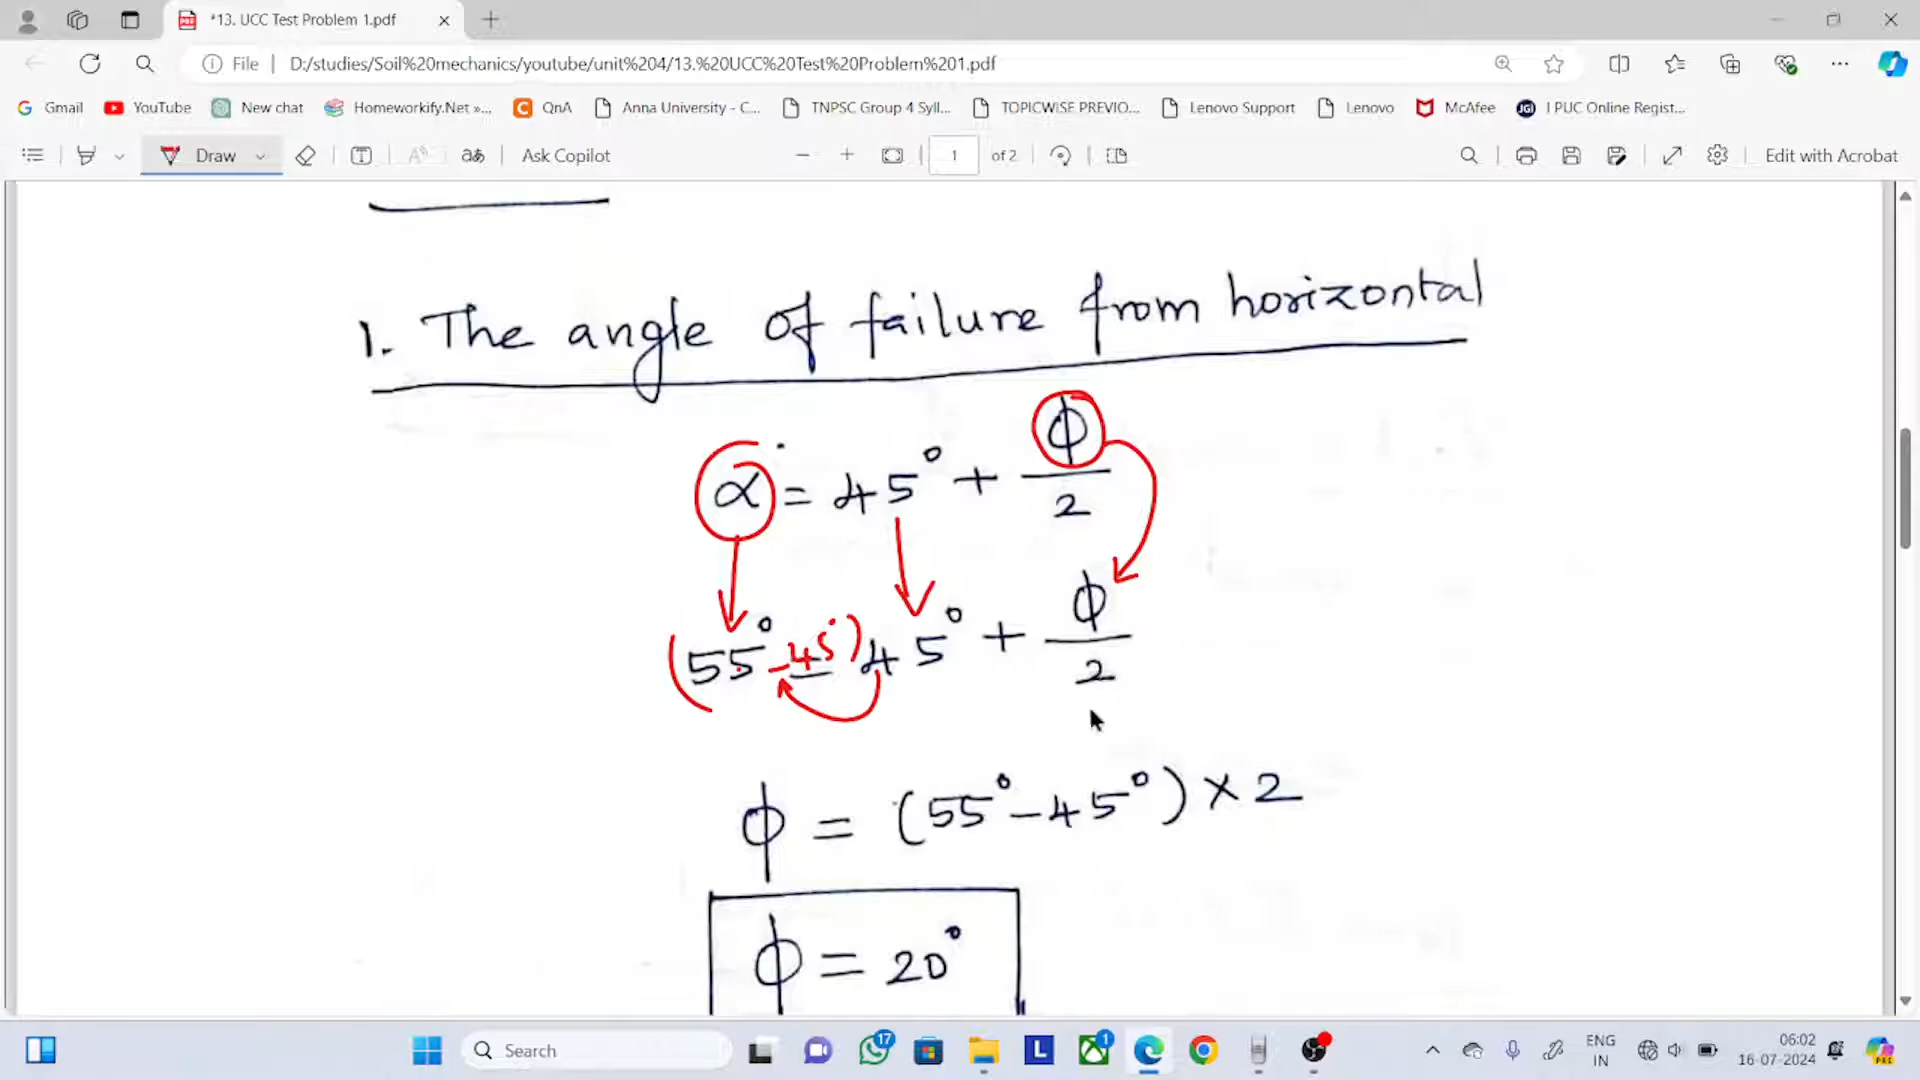 *13. UCC Test Problem 1.pdf
File D:/studies/Soil%20mechanics/youtube/unit%204/13.%20UCC%20Test%20Problem%201.pdf
Gmail YouTube New chat Homeworkify.Net »... QnA Anna University - C... TNPSC Group 4 Syll... TOPICWISE PREVIO... Lenovo Support Lenovo McAfee I PUC Online Regist...
Draw Ask Copilot 1 of 2 Edit with Acrobat
1. The angle of failure from horizontal
α = 45° + ϕ/2
(55° -45°) 45° + ϕ/2
ϕ = (55° - 45°) × 2
ϕ = 20°
Search 17 1 ENG 06:02
IN 16-07-2024